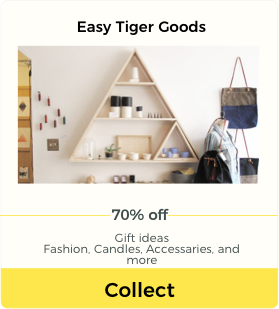 Easy Tiger Goods
70% off
Gift ideas
Fashion, Candles, Accessaries, and
more
Collect